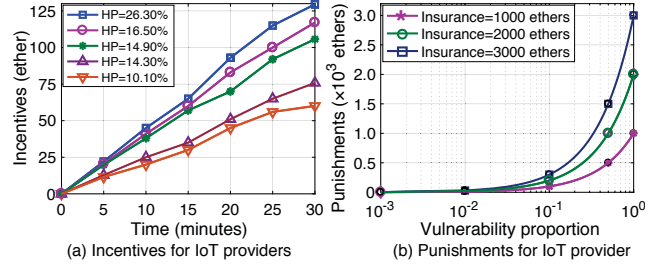 125
100
75
50
25
0
Incentives (ether)
HP=26.30%
HP=16.50%
HP=14.90%
HP=14.30%
HP=10.10%
0 5 10 15 20 25 30
Time (minutes)
(a) Incentives for IoT providers
3.0
2.5
2.0
1.5
1.0
0.5
0
Punishments (×10³ ethers)
Insurance=1000 ethers
Insurance=2000 ethers
Insurance=3000 ethers
10⁻³ 10⁻² 10⁻¹ 10⁰
Vulnerability proportion
(b) Punishments for IoT provider